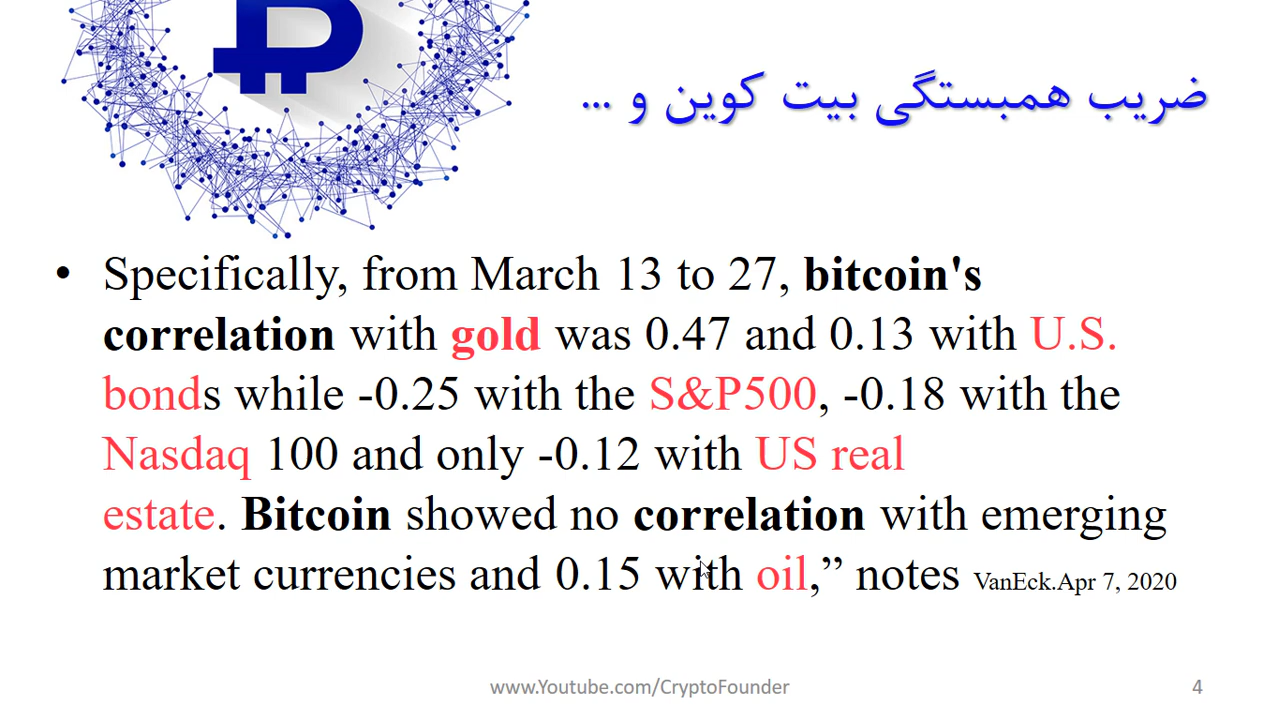 ضریب همبستگی بیت کوین و ...
• Specifically, from March 13 to 27, bitcoin's
correlation with gold was 0.47 and 0.13 with U.S.
bonds while -0.25 with the S&P500, -0.18 with the
Nasdaq 100 and only -0.12 with US real
estate. Bitcoin showed no correlation with emerging
market currencies and 0.15 with oil,” notes VanEck.Apr 7, 2020
www.Youtube.com/CryptoFounder
4